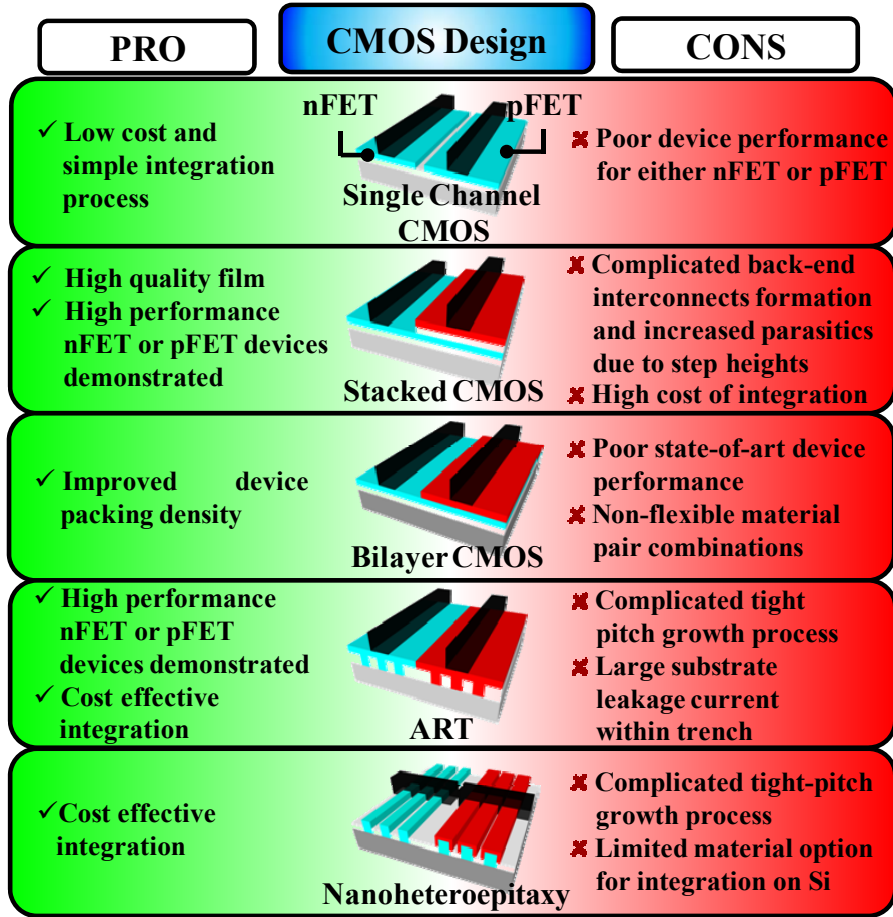 PRO
CMOS Design
CONS
✓ Low cost and
simple integration
process
nFET
pFET
Single Channel
CMOS
✖ Poor device performance
for either nFET or pFET
✓ High quality film
✓ High performance
nFET or pFET devices
demonstrated
Stacked CMOS
✖ Complicated back-end
interconnects formation
and increased parasitics
due to step heights
✖ High cost of integration
✓ Improved device
packing density
Bilayer CMOS
✖ Poor state-of-art device
performance
✖ Non-flexible material
pair combinations
✓ High performance
nFET or pFET
devices demonstrated
✓ Cost effective
integration
ART
✖ Complicated tight
pitch growth process
✖ Large substrate
leakage current
within trench
✓ Cost effective
integration
Nanoheteroepitaxy
✖ Complicated tight-pitch
growth process
✖ Limited material option
for integration on Si